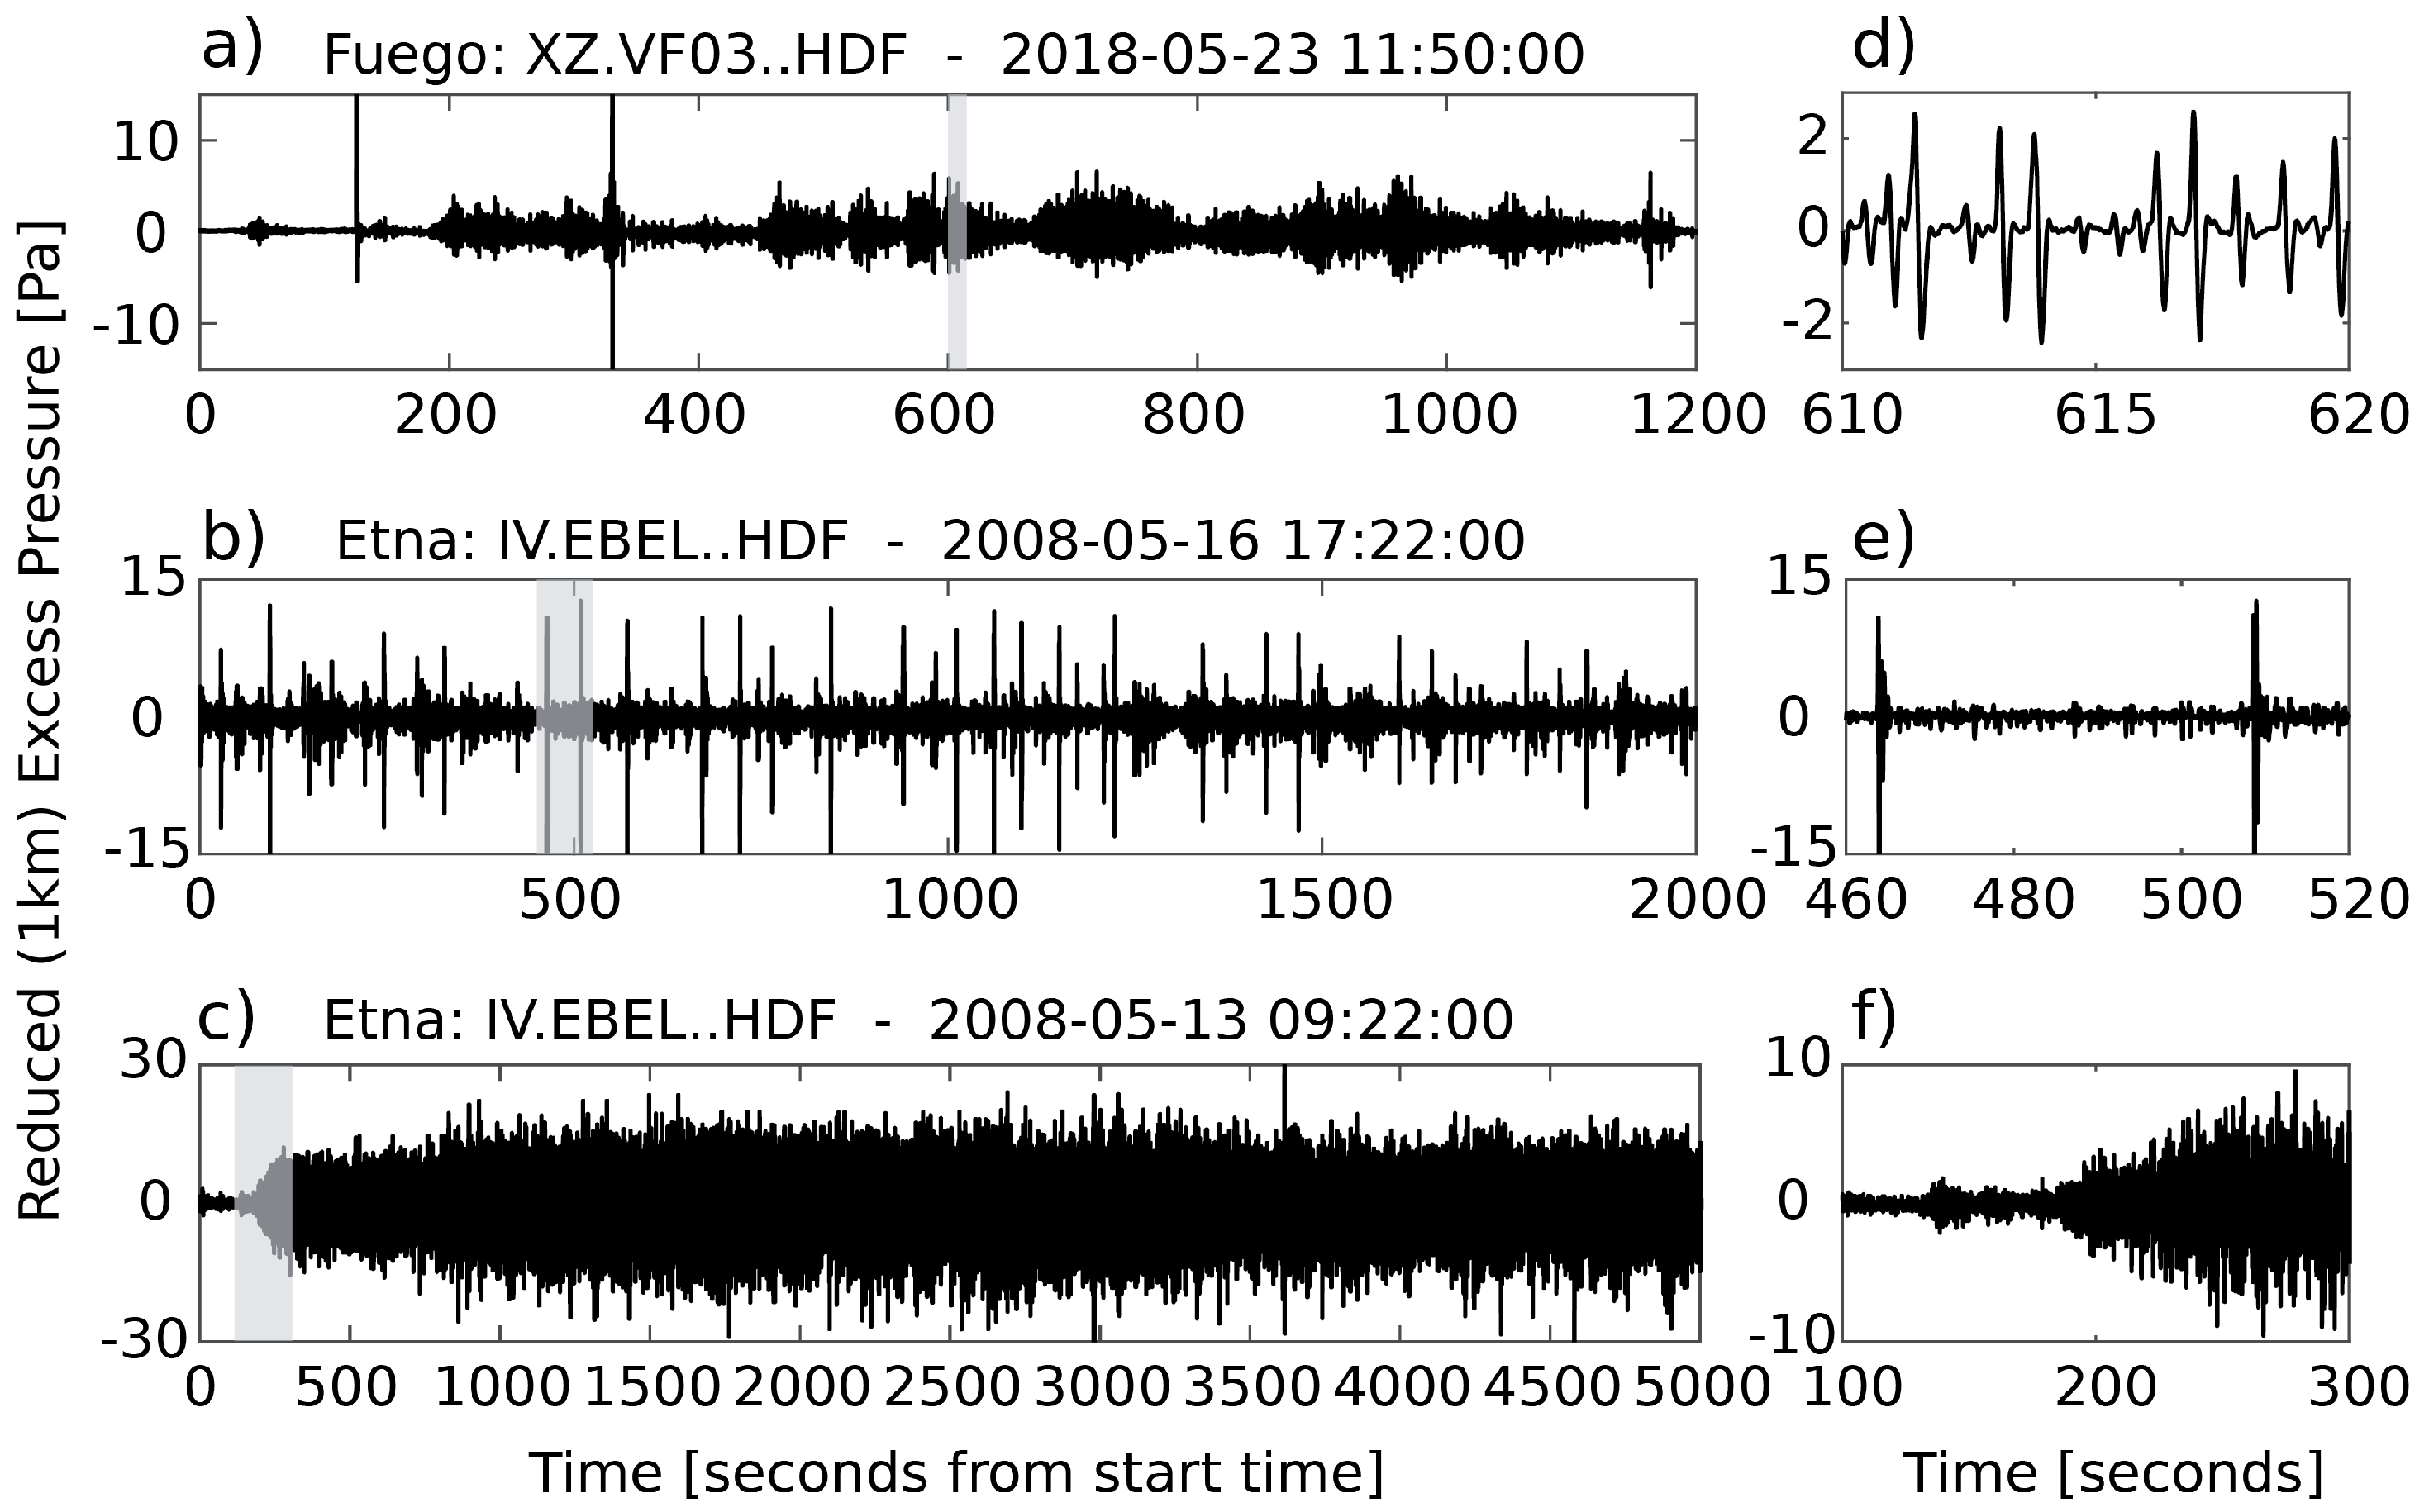 a) Fuego: XZ.VF03..HDF - 2018-05-23 11:50:00
10
0
-10
0 200 400 600 800 1000 1200
d)
2
0
-2
610 615 620
b) Etna: IV.EBEL..HDF - 2008-05-16 17:22:00
15
0
-15
0 500 1000 1500 2000
e)
15
0
-15
460 480 500 520
c) Etna: IV.EBEL..HDF - 2008-05-13 09:22:00
30
0
-30
0 500 1000 1500 2000 2500 3000 3500 4000 4500 5000
f)
10
0
-10
100 200 300
Reduced (1km) Excess Pressure [Pa]
Time [seconds from start time]
Time [seconds]